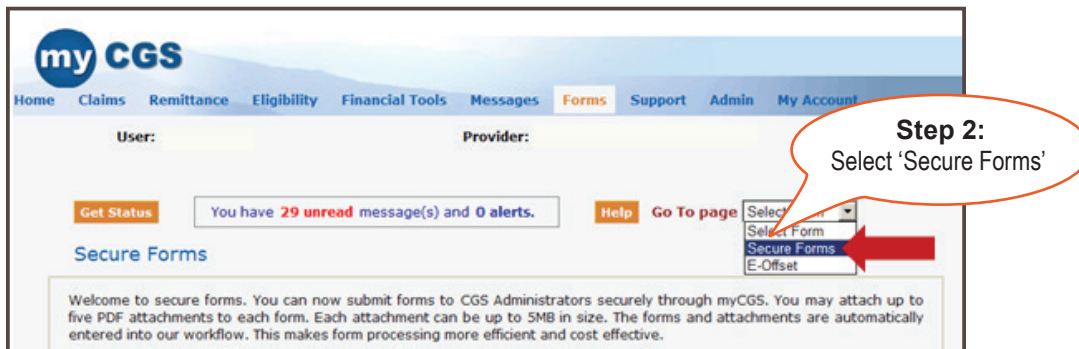 my CGS
Home Claims Remittance Eligibility Financial Tools Messages Forms Support Admin My Account
User: Provider:
Step 2:
Select ‘Secure Forms’
Get Status You have 29 unread message(s) and 0 alerts. Help Go To page
Select Form
Secure Forms
E-Offset
Secure Forms
Welcome to secure forms. You can now submit forms to CGS Administrators securely through myCGS. You may attach up to
five PDF attachments to each form. Each attachment can be up to 5MB in size. The forms and attachments are automatically
entered into our workflow. This makes form processing more efficient and cost effective.